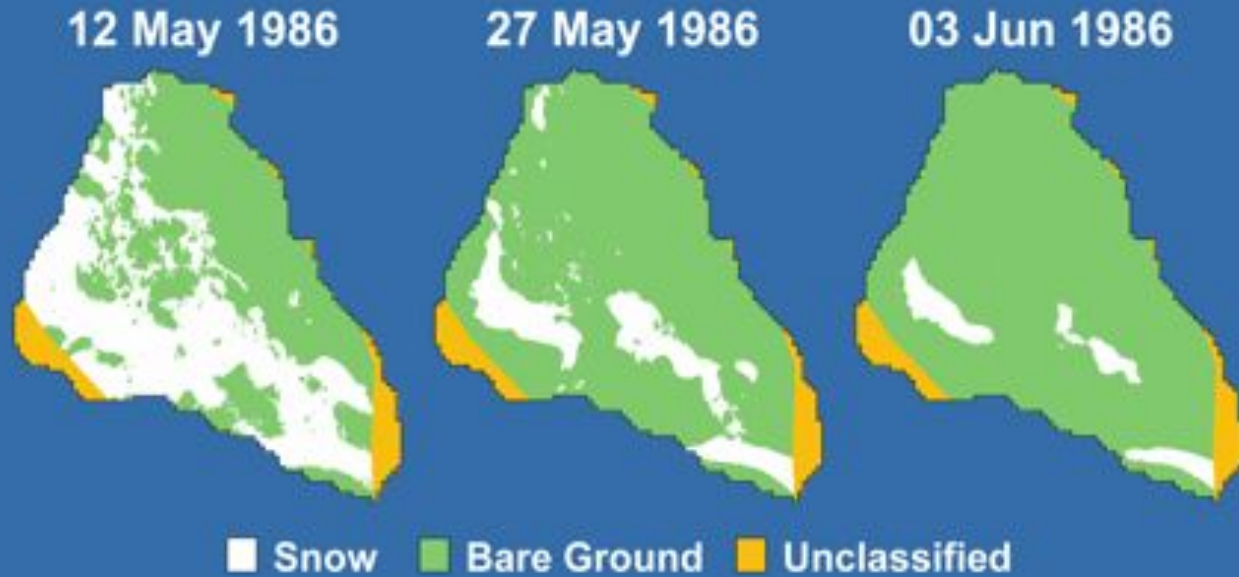 12 May 1986
27 May 1986
03 Jun 1986
Snow
Bare Ground
Unclassified